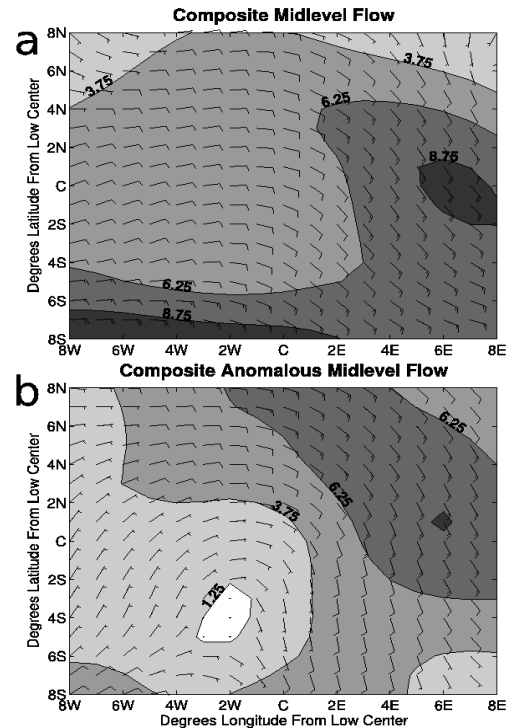 Composite Midlevel Flow
a
Degrees Latitude From Low Center
8N
6N
4N
2N
C
2S
4S
6S
8S
3.75
3.75
6.25
8.75
6.25
8.75
8W 6W 4W 2W C 2E 4E 6E 8E
Composite Anomalous Midlevel Flow
b
Degrees Latitude From Low Center
8N
6N
4N
2N
C
2S
4S
6S
8S
6.25
6.25
3.75
1.25
8W 6W 4W 2W C 2E 4E 6E 8E
Degrees Longitude From Low Center